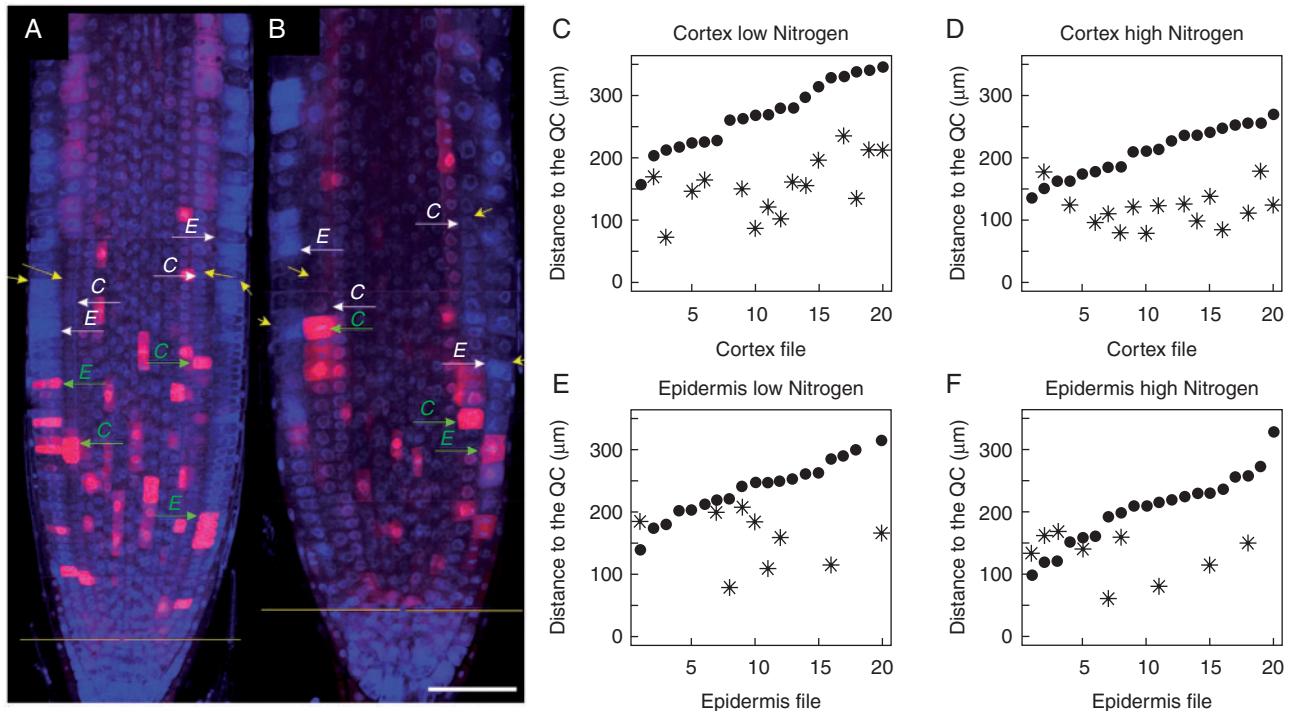 A
B
E
C
C
E
E
C
C
E
E
C
C
E
C
E
C
Cortex low Nitrogen
Distance to the QC (μm)
300
200
100
0
5
10
15
20
Cortex file
D
Cortex high Nitrogen
Distance to the QC (μm)
300
200
100
0
5
10
15
20
Cortex file
E
Epidermis low Nitrogen
Distance to the QC (μm)
300
200
100
0
5
10
15
20
Epidermis file
F
Epidermis high Nitrogen
Distance to the QC (μm)
300
200
100
0
5
10
15
20
Epidermis file